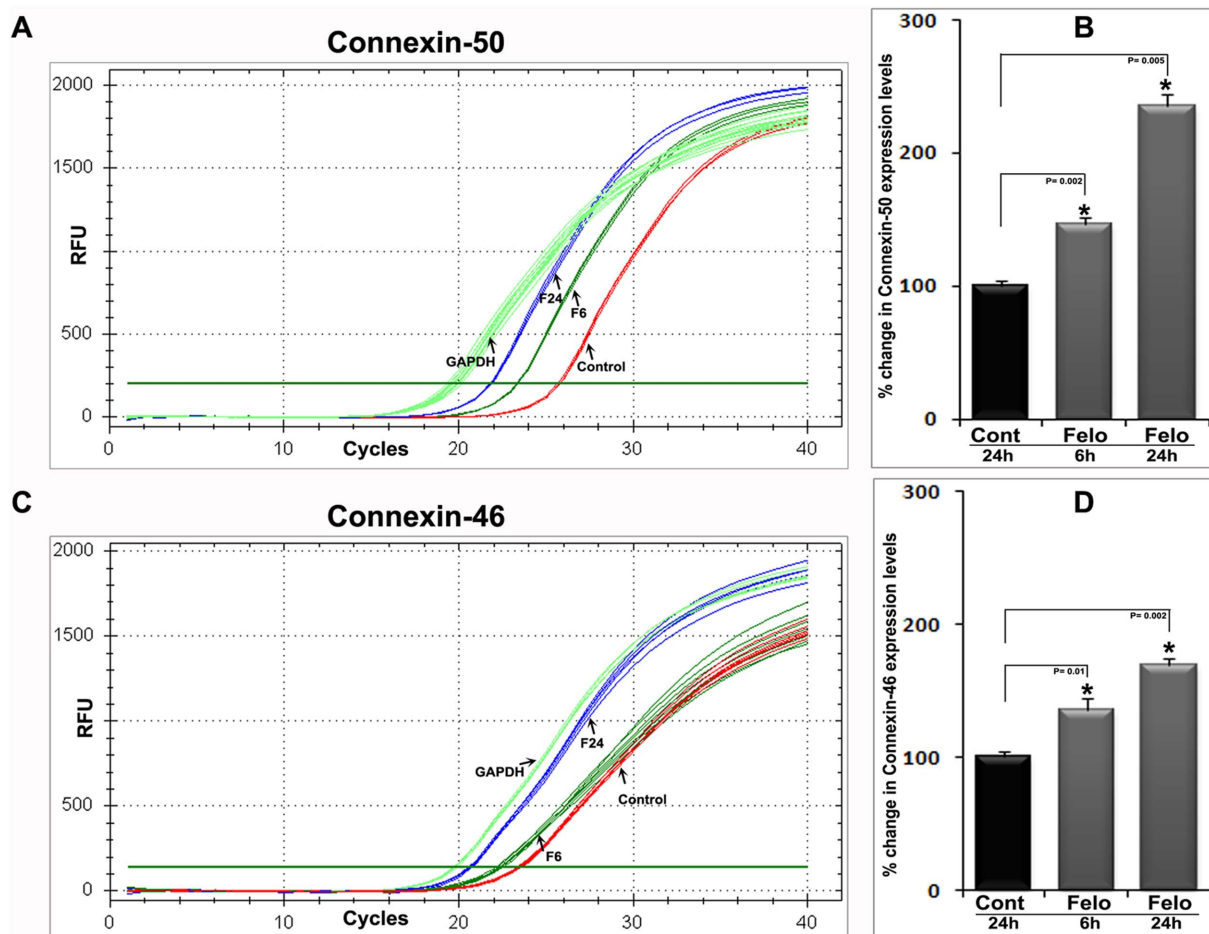 A
Connexin-50
RFU
2000
1500
500
0
GAPDH
F24
F6
Control
0
10
20
30
40
Cycles
B
% change in Connexin-50 expression levels
300
200
100
0
P= 0.002
*
P= 0.005
*
Cont
Felo
Felo
24h
6h
24h
C
Connexin-46
RFU
2000
1500
500
0
GAPDH
F24
Control
F6
0
10
20
30
40
Cycles
D
% change in Connexin-46 expression levels
300
200
100
0
P= 0.01
*
P= 0.002
*
Cont
Felo
Felo
24h
6h
24h